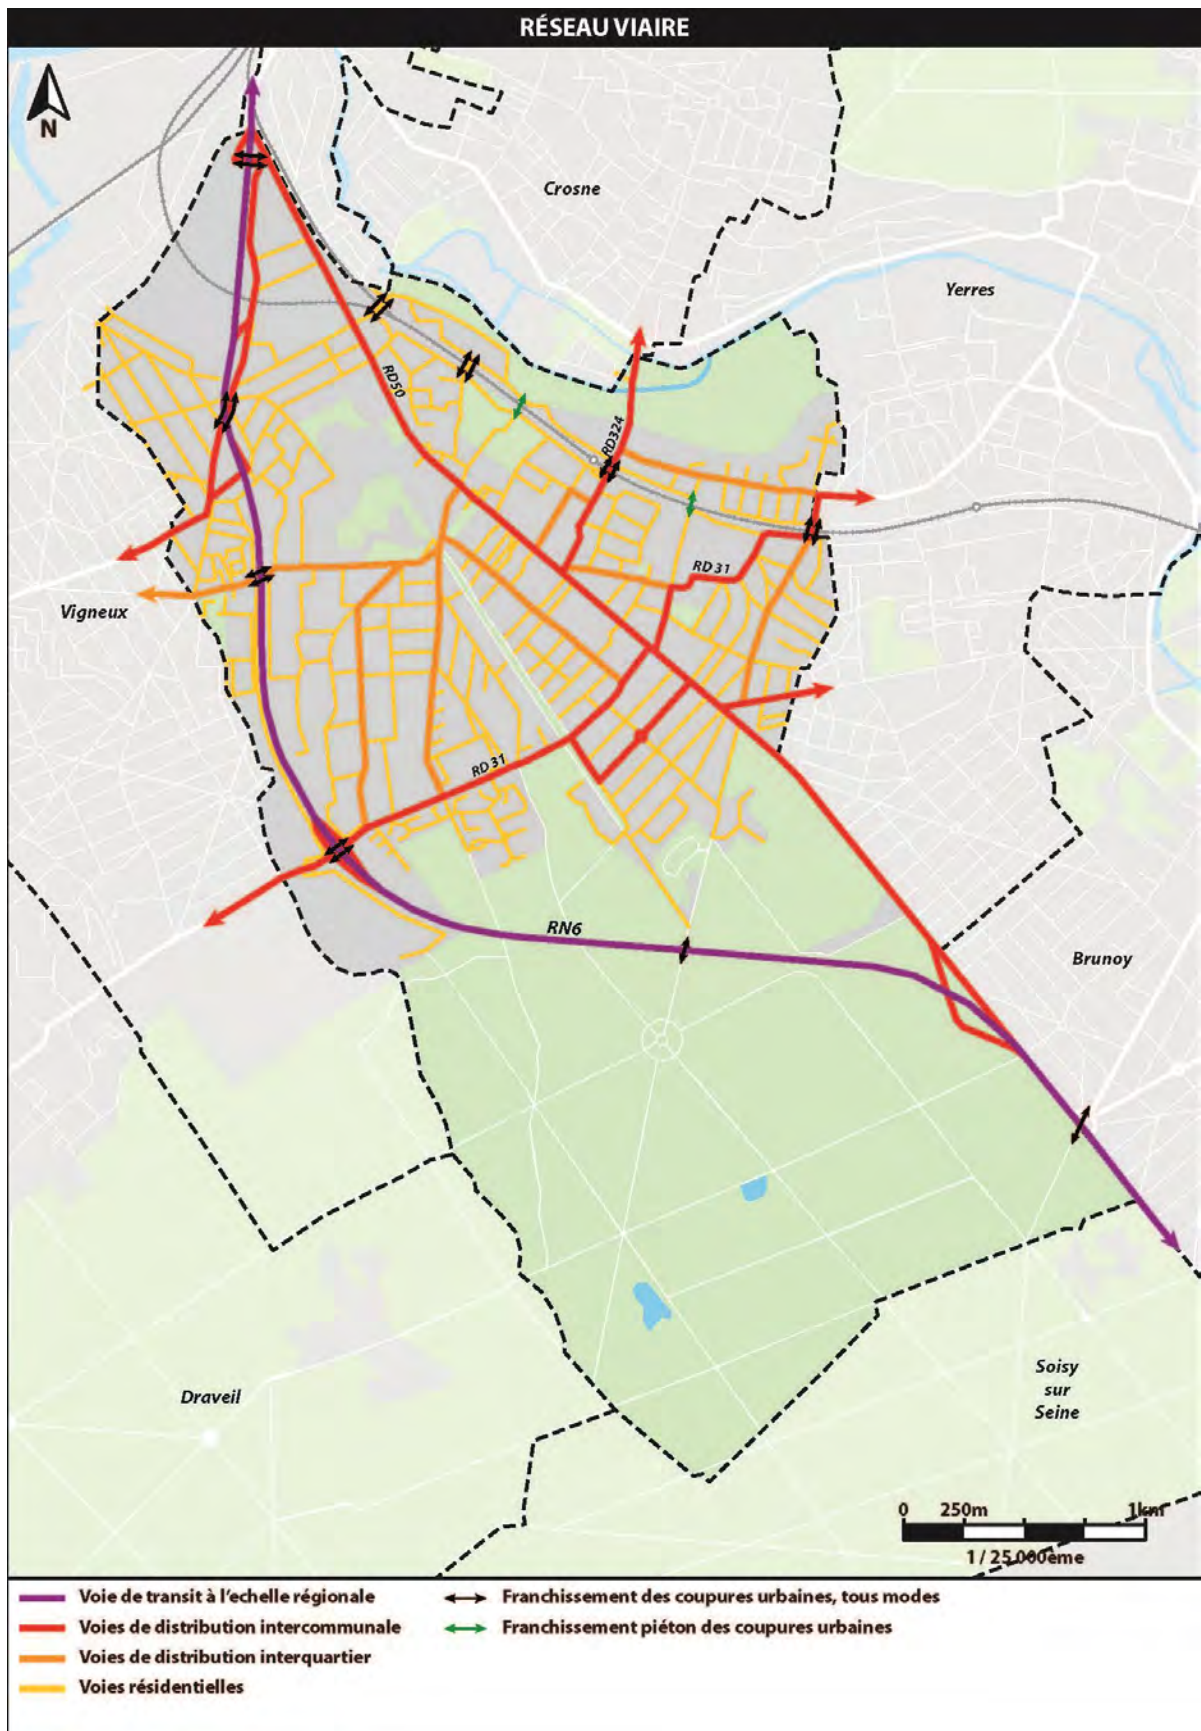 RÉSEAU VIAIRE
N
Crosne
Yerres
RD50
RD324
RD 31
Vigneux
RD 31
RN6
Brunoy
Draveil
Soisy
sur
Seine
0 250m 1km
1 / 25 000ème
Voie de transit à l'echelle régionale
Voies de distribution intercommunale
Voies de distribution interquartier
Voies résidentielles
Franchissement des coupures urbaines, tous modes
Franchissement piéton des coupures urbaines